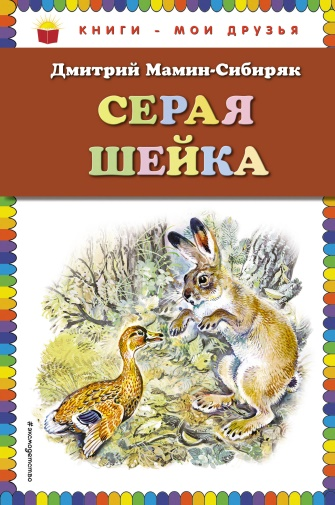 КНИГИ - МОИ ДРУЗЬЯ
Дмитрий Мамин-Сибиряк
СЕРАЯ
ШЕЙКА
#эксмодетство